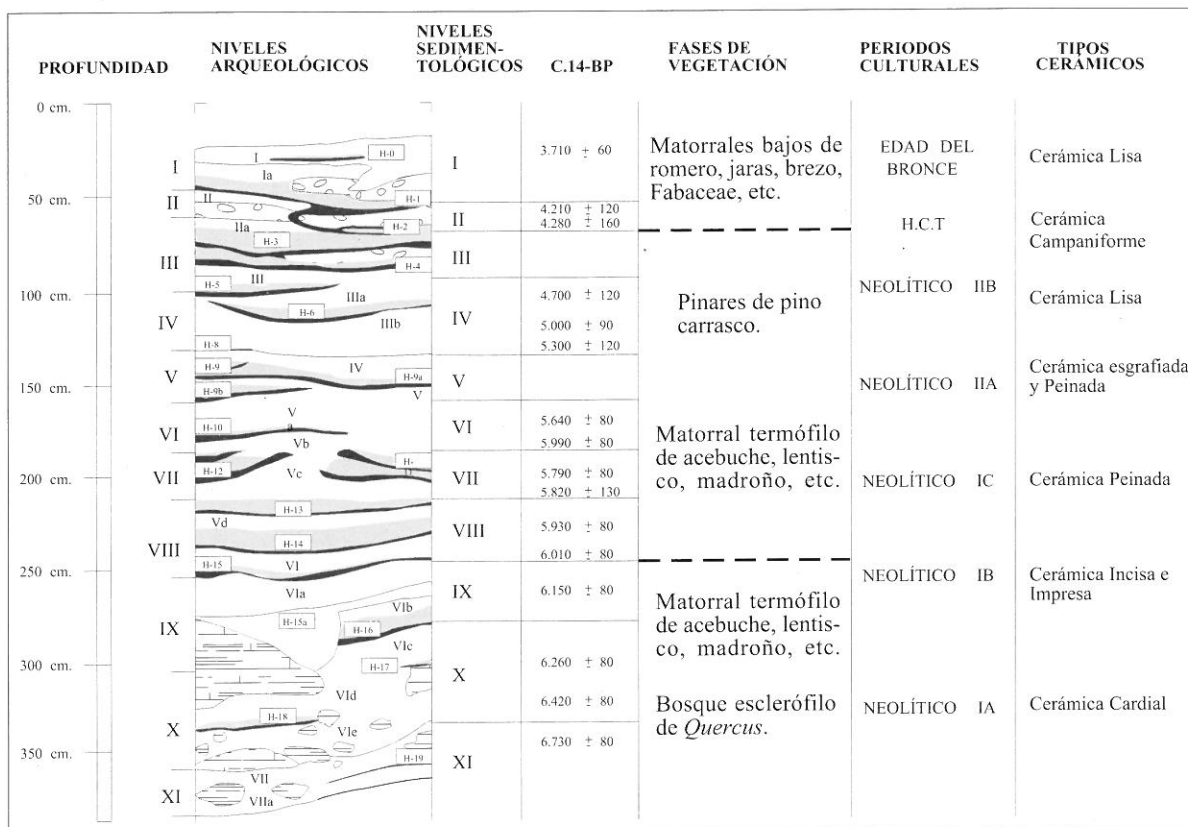 PROFUNDIDAD
NIVELES
ARQUEOLÓGICOS
NIVELES
SEDIMEN-
TOLÓGICOS
C.14-BP
FASES DE
VEGETACIÓN
PERIODOS
CULTURALES
TIPOS
CERÁMICOS
0 cm.
50 cm.
100 cm.
150 cm.
200 cm.
250 cm.
300 cm.
350 cm.
I
II
III
IV
V
VI
VII
VIII
IX
X
XI
I
H-0
Ia
H-1
II
H-2
IIa
H-3
H-4
III
H-5
IIIa
H-6
IIIb
H-8
H-9
IV
H-9a
H-9b
V
V
a
H-10
Vb
H-12
Vc
H-
H-13
Vd
H-14
H-15
VI
VIa
VIb
H-15a
H-16
VIc
H-17
VId
H-18
VIe
H-19
VII
VIIa
I
II
III
IV
V
VI
VII
VIII
IX
X
XI
3.710 ± 60
4.210 ± 120
4.280 ± 160
4.700 ± 120
5.000 ± 90
5.300 ± 120
5.640 ± 80
5.990 ± 80
5.790 ± 80
5.820 ± 130
5.930 ± 80
6.010 ± 80
6.150 ± 80
6.260 ± 80
6.420 ± 80
6.730 ± 80
Matorrales bajos de
romero, jaras, brezo,
Fabaceae, etc.
Pinares de pino
carrasco.
Matorral termófilo
de acebuche, lentis-
co, madroño, etc.
Matorral termófilo
de acebuche, lentis-
co, madroño, etc.
Bosque esclerófilo
de Quercus.
EDAD DEL
BRONCE
H.C.T
NEOLÍTICO IIB
NEOLÍTICO IIA
NEOLÍTICO IC
NEOLÍTICO IB
NEOLÍTICO IA
Cerámica Lisa
Cerámica
Campaniforme
Cerámica Lisa
Cerámica esgrafiada
y Peinada
Cerámica Peinada
Cerámica Incisa e
Impresa
Cerámica Cardial